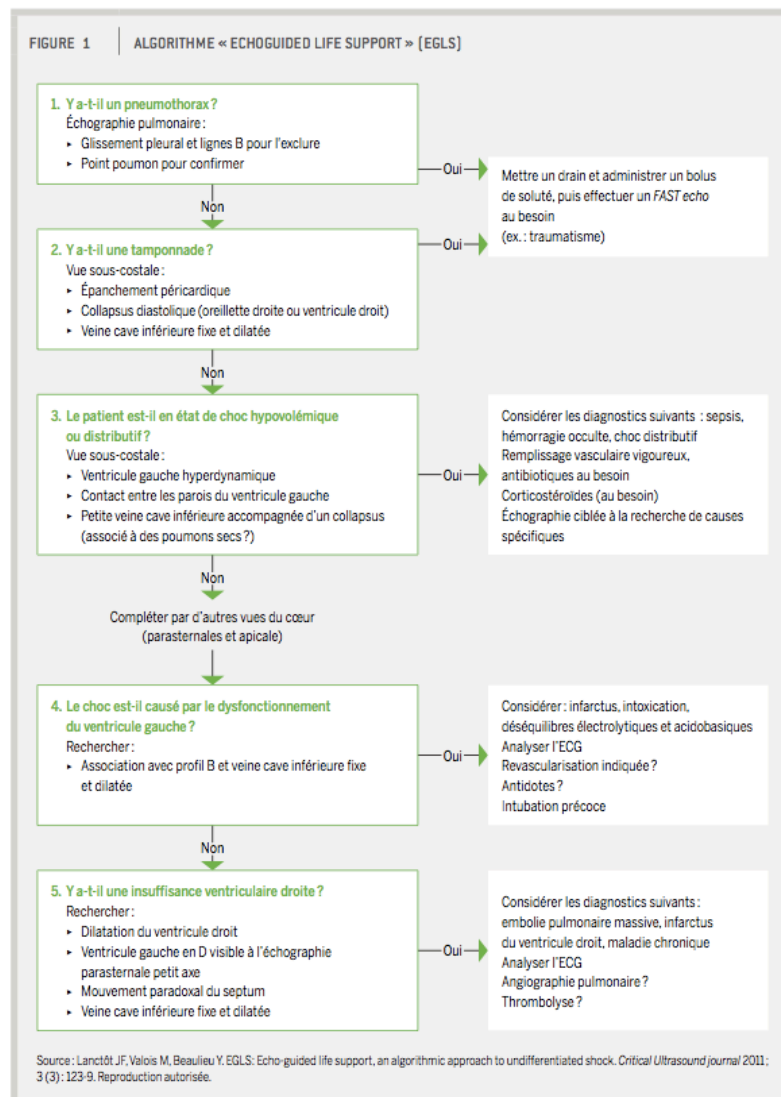 FIGURE 1 ALGORITHME « ECHOGUIDED LIFE SUPPORT » (EGLS)
1. Y a-t-il un pneumothorax ?
Échographie pulmonaire :
▸ Glissement pleural et lignes B pour l'exclure
▸ Point poumon pour confirmer
Oui
Mettre un drain et administrer un bolus
de soluté, puis effectuer un FAST echo
au besoin
(ex. : traumatisme)
Non
2. Y a-t-il une tamponnade ?
Vue sous-costale :
▸ Épanchement péricardique
▸ Collapsus diastolique (oreillette droite ou ventricule droit)
▸ Veine cave inférieure fixe et dilatée
Oui
Non
3. Le patient est-il en état de choc hypovolémique
ou distributif ?
Vue sous-costale :
▸ Ventricule gauche hyperdynamique
▸ Contact entre les parois du ventricule gauche
▸ Petite veine cave inférieure accompagnée d'un collapsus
(associé à des poumons secs ?)
Oui
Considérer les diagnostics suivants : sepsis,
hémorragie occulte, choc distributif
Remplissage vasculaire vigoureux,
antibiotiques au besoin
Corticostéroïdes (au besoin)
Échographie ciblée à la recherche de causes
spécifiques
Non
Compléter par d'autres vues du cœur
(parasternales et apicale)
4. Le choc est-il causé par le dysfonctionnement
du ventricule gauche ?
Rechercher :
▸ Association avec profil B et veine cave inférieure fixe
et dilatée
Oui
Considérer : infarctus, intoxication,
déséquilibres électrolytiques et acidobasiques
Analyser l'ECG
Revascularisation indiquée ?
Antidotes ?
Intubation précoce
Non
5. Y a-t-il une insuffisance ventriculaire droite ?
Rechercher :
▸ Dilatation du ventricule droit
▸ Ventricule gauche en D visible à l'échographie
parasternale petit axe
▸ Mouvement paradoxal du septum
▸ Veine cave inférieure fixe et dilatée
Oui
Considérer les diagnostics suivants :
embolie pulmonaire massive, infarctus
du ventricule droit, maladie chronique
Analyser l'ECG
Angiographie pulmonaire ?
Thrombolyse ?
Source : Lanctôt JF, Valois M, Beaulieu Y. EGLS: Echo-guided life support, an algorithmic approach to undifferentiated shock. Critical Ultrasound journal 2011 ;
3 (3) : 123-9. Reproduction autorisée.